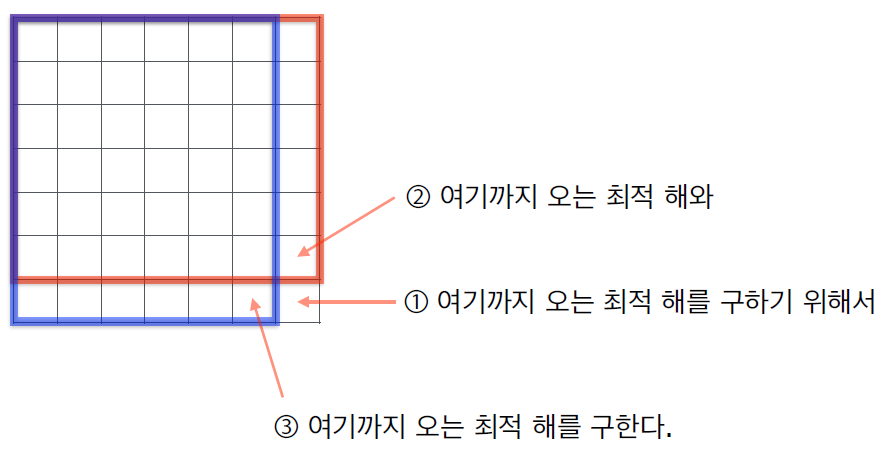 ② 여기까지 오는 최적 해와
① 여기까지 오는 최적 해를 구하기 위해서
③ 여기까지 오는 최적 해를 구한다.